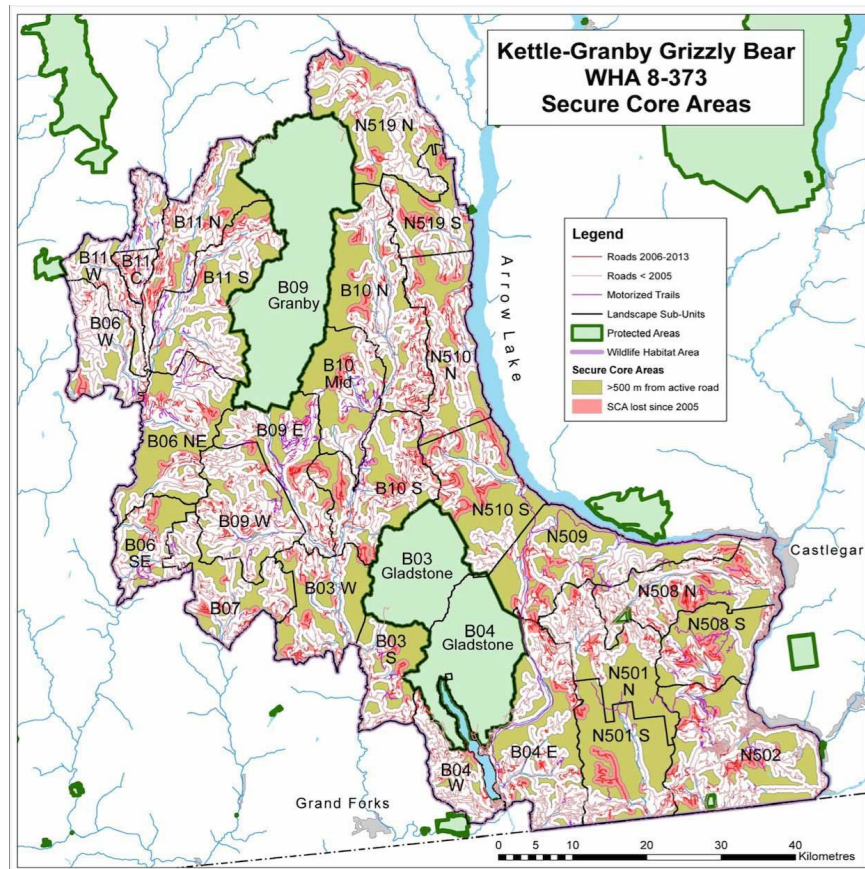 Kettle-Granby Grizzly Bear
WHA 8-373
Secure Core Areas
N519 N
B11 N
N519 S
B11
W
B11
C
B11 S
B09
Granby
B10 N
Arrow Lake
B06
W
N510
N
B10
Mid
Legend
Roads 2006-2013
Roads < 2005
Motorized Trails
Landscape Sub-Units
Protected Areas
Wildlife Habitat Area
Secure Core Areas
>500 m from active road
SCA lost since 2005
B06 NE
B09 E
B10 S
N510 S
B09 W
N509
Castlegar
B06
SE
B03
Gladstone
B03 W
N508 N
B07
N508 S
B04
Gladstone
B03
S
N501
N
N501 S
B04 E
N502
B04
W
Grand Forks
0 5 10 20 30 40
Kilometres